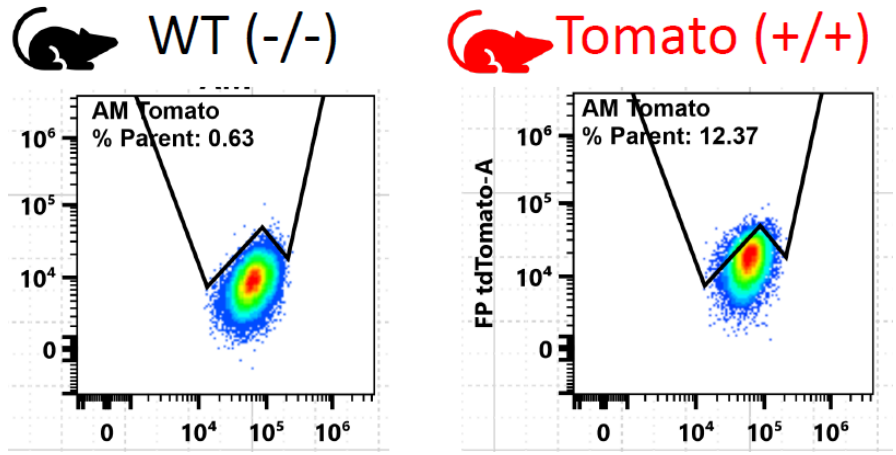 WT (-/-)
Tomato (+/+)
AM Tomato
% Parent: 0.63
10⁶
10⁵
10⁴
0
0
10⁴
10⁵
10⁶
AM Tomato
% Parent: 12.37
FP tdTomato-A
10⁶
10⁵
10⁴
0
0
10⁴
10⁵
10⁶